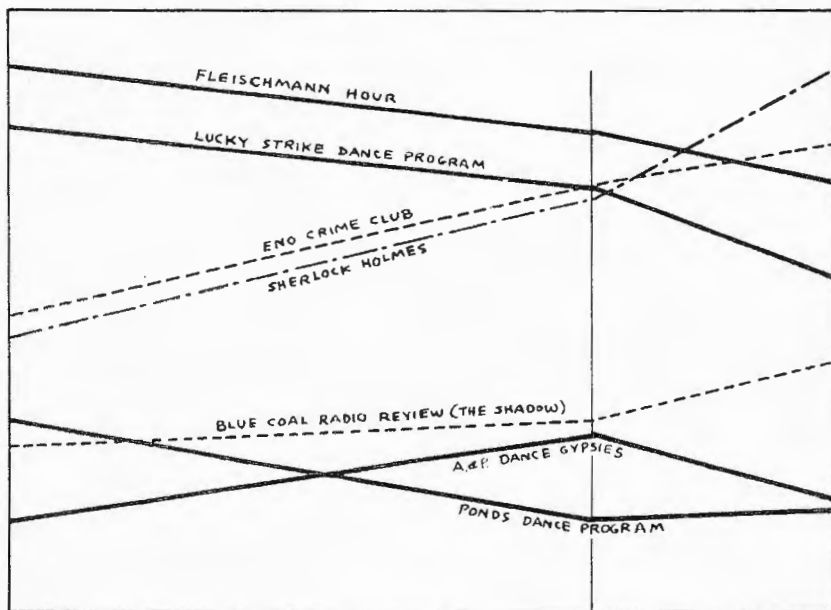 FLEISCHMANN HOUR
LUCKY STRIKE DANCE PROGRAM
ENO CRIME CLUB
SHERLOCK HOLMES
BLUE COAL RADIO REVIEW (THE SHADOW)
A.&P. DANCE GYPSIES
PONDS DANCE PROGRAM